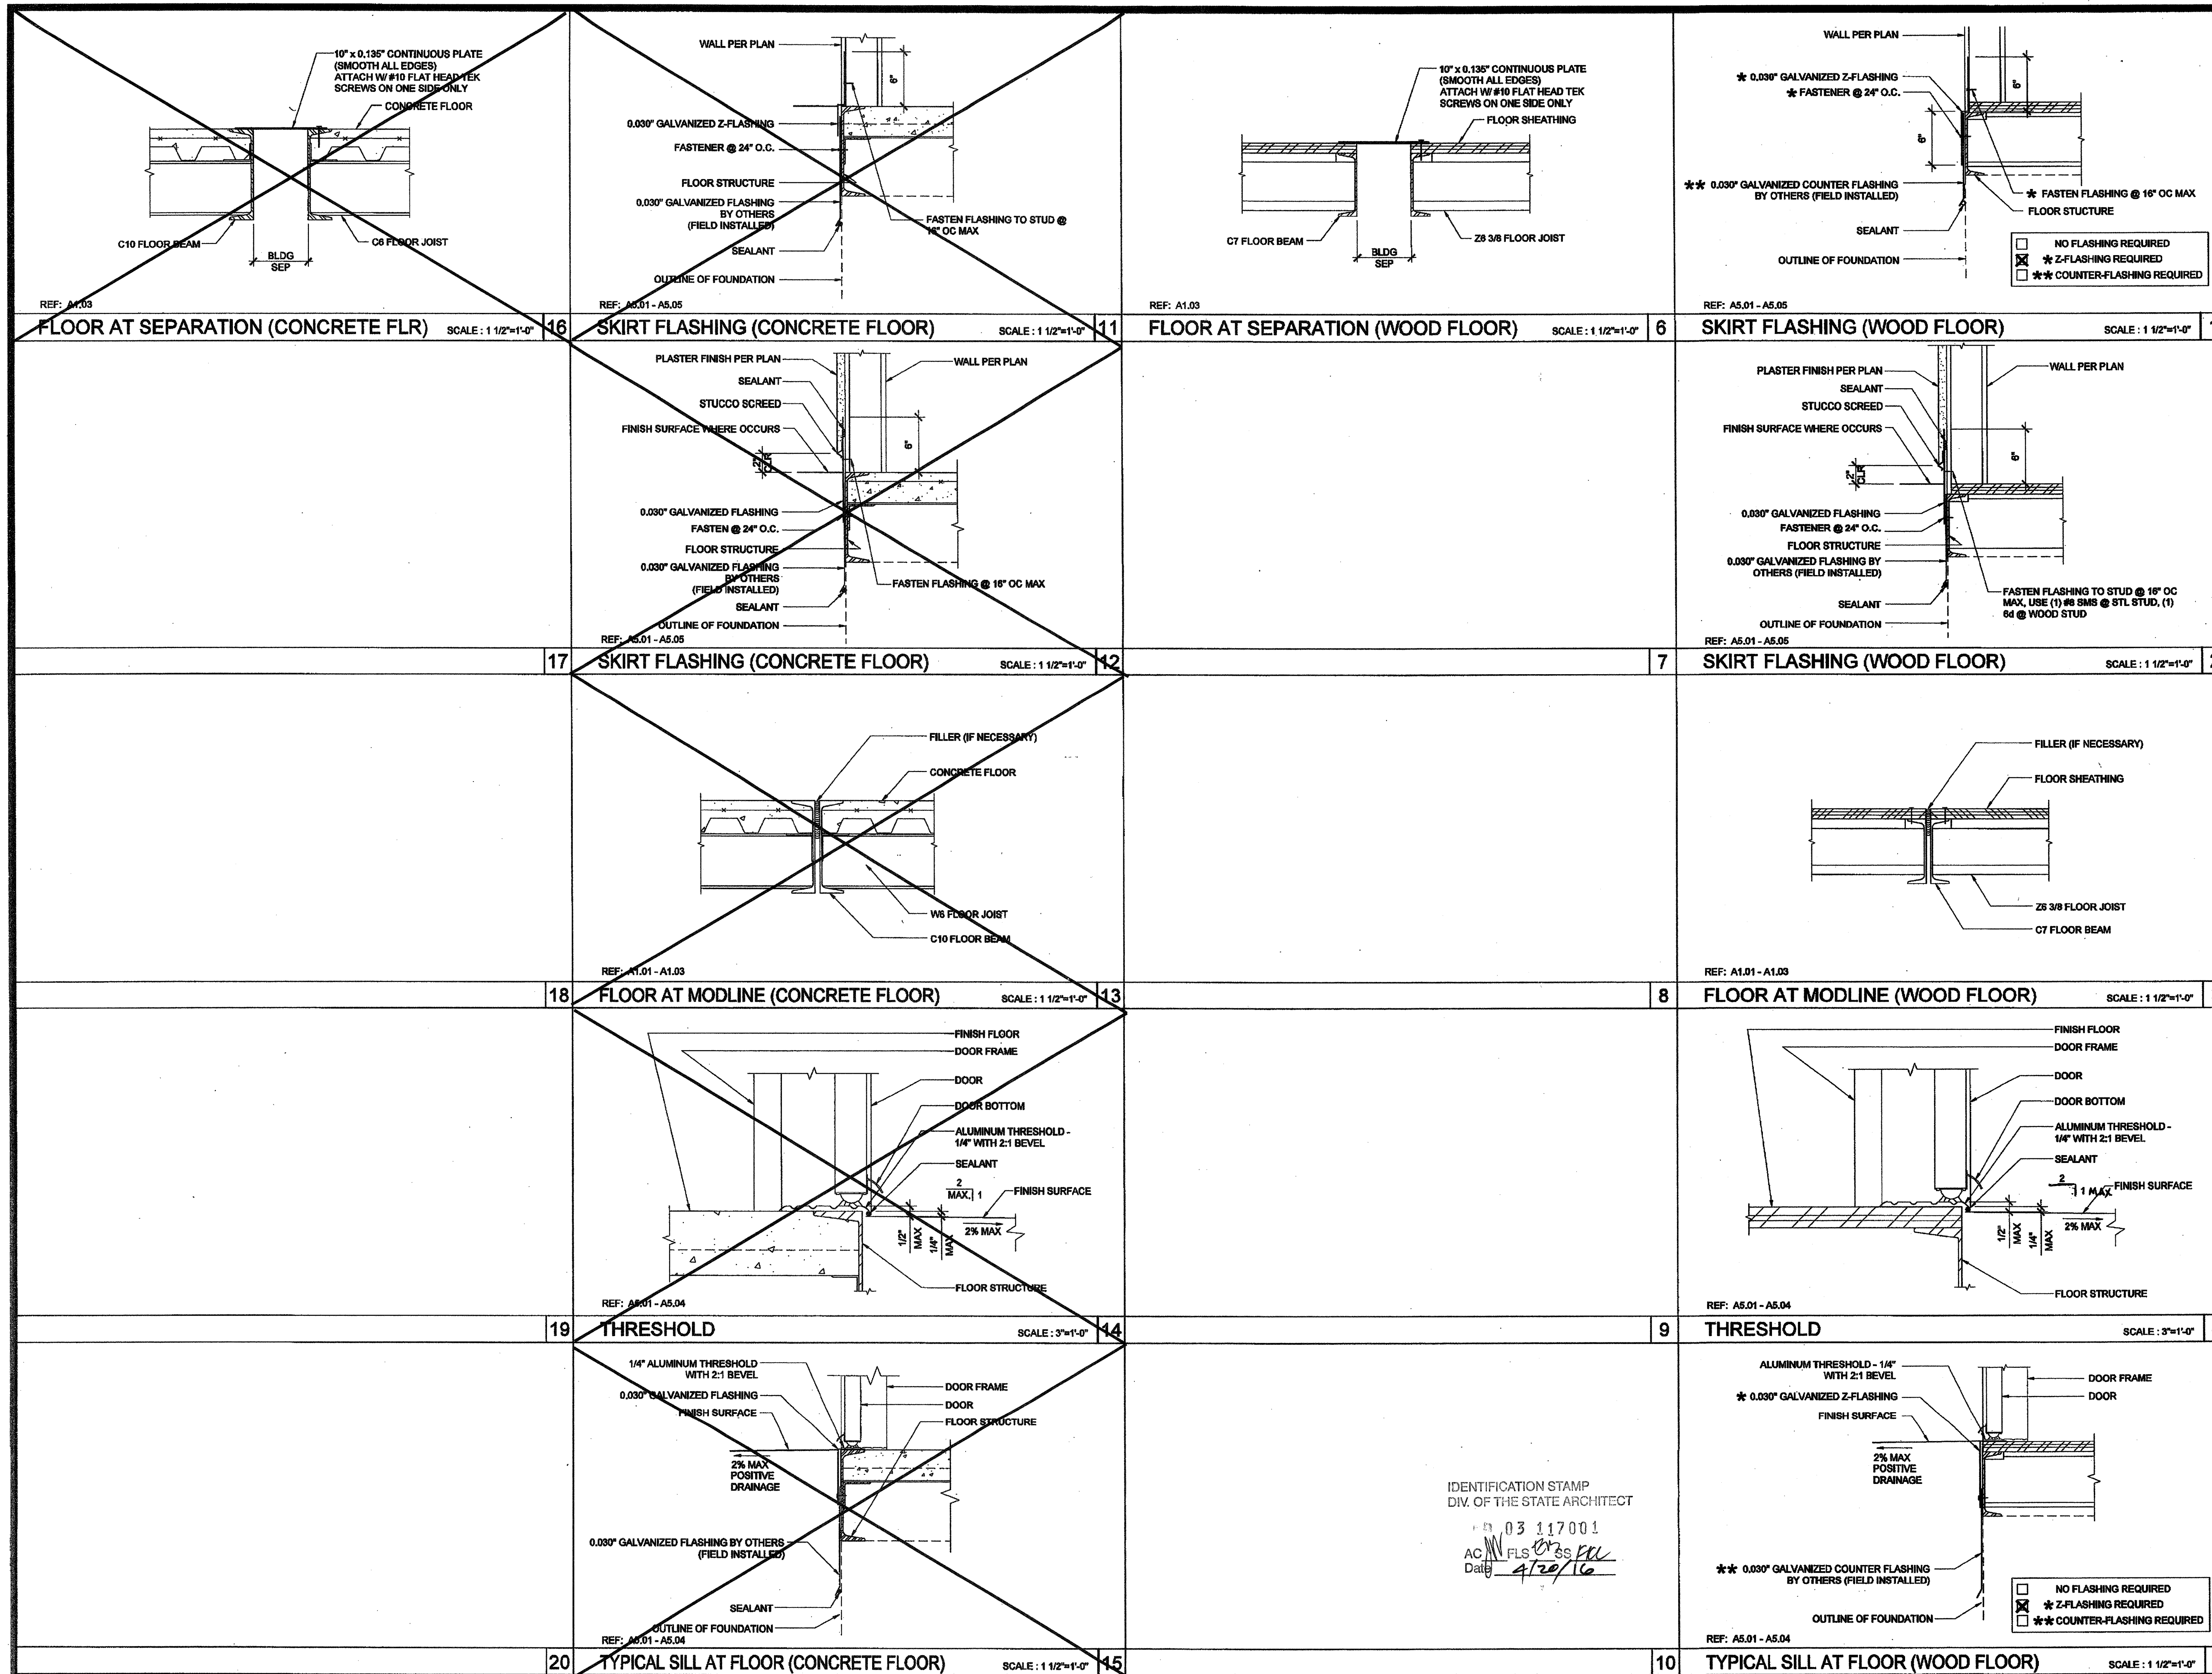 10" x 0.135" CONTINUOUS PLATE
(SMOOTH ALL EDGES)
ATTACH W/ #10 FLAT HEAD TEK
SCREWS ON ONE SIDE ONLY
CONCRETE FLOOR
C10 FLOOR BEAM
C6 FLOOR JOIST
BLDG
SEP
REF: A1.03
FLOOR AT SEPARATION (CONCRETE FLR) SCALE : 1 1/2"=1'-0" 16
WALL PER PLAN
6"
0.030" GALVANIZED Z-FLASHING
FASTENER @ 24" O.C.
FLOOR STRUCTURE
0.030" GALVANIZED FLASHING
BY OTHERS
(FIELD INSTALLED)
FASTEN FLASHING TO STUD @
16" OC MAX
SEALANT
OUTLINE OF FOUNDATION
REF: A5.01 - A5.05
SKIRT FLASHING (CONCRETE FLOOR) SCALE : 1 1/2"=1'-0" 11
10" x 0.135" CONTINUOUS PLATE
(SMOOTH ALL EDGES)
ATTACH W/ #10 FLAT HEAD TEK
SCREWS ON ONE SIDE ONLY
FLOOR SHEATHING
C7 FLOOR BEAM
Z6 3/8 FLOOR JOIST
BLDG
SEP
REF: A1.03
FLOOR AT SEPARATION (WOOD FLOOR) SCALE : 1 1/2"=1'-0" 6
WALL PER PLAN
* 0.030" GALVANIZED Z-FLASHING
* FASTENER @ 24" O.C.
6"
6"
** 0.030" GALVANIZED COUNTER FLASHING
BY OTHERS (FIELD INSTALLED)
* FASTEN FLASHING @ 16" OC MAX
FLOOR STUCTURE
SEALANT
OUTLINE OF FOUNDATION
NO FLASHING REQUIRED
* Z-FLASHING REQUIRED
** COUNTER-FLASHING REQUIRED
REF: A5.01 - A5.05
SKIRT FLASHING (WOOD FLOOR) SCALE : 1 1/2"=1'-0"
17
PLASTER FINISH PER PLAN
WALL PER PLAN
SEALANT
STUCCO SCREED
FINISH SURFACE WHERE OCCURS
6"
2"
CLR
0.030" GALVANIZED FLASHING
FASTEN @ 24" O.C.
FLOOR STRUCTURE
0.030" GALVANIZED FLASHING
BY OTHERS
(FIELD INSTALLED)
FASTEN FLASHING @ 16" OC MAX
SEALANT
OUTLINE OF FOUNDATION
REF: A5.01 - A5.05
SKIRT FLASHING (CONCRETE FLOOR) SCALE : 1 1/2"=1'-0" 12
7
PLASTER FINISH PER PLAN
WALL PER PLAN
SEALANT
STUCCO SCREED
FINISH SURFACE WHERE OCCURS
6"
2"
CLR
0.030" GALVANIZED FLASHING
FASTENER @ 24" O.C.
FLOOR STRUCTURE
0.030" GALVANIZED FLASHING BY
OTHERS (FIELD INSTALLED)
FASTEN FLASHING TO STUD @ 16" OC
MAX, USE (1) #8 SMS @ STL STUD, (1)
6d @ WOOD STUD
SEALANT
OUTLINE OF FOUNDATION
REF: A5.01 - A5.05
SKIRT FLASHING (WOOD FLOOR) SCALE : 1 1/2"=1'-0"
18
FILLER (IF NECESSARY)
CONCRETE FLOOR
W6 FLOOR JOIST
C10 FLOOR BEAM
REF: A1.01 - A1.03
FLOOR AT MODLINE (CONCRETE FLOOR) SCALE : 1 1/2"=1'-0" 13
8
FILLER (IF NECESSARY)
FLOOR SHEATHING
Z6 3/8 FLOOR JOIST
C7 FLOOR BEAM
REF: A1.01 - A1.03
FLOOR AT MODLINE (WOOD FLOOR) SCALE : 1 1/2"=1'-0"
19
FINISH FLOOR
DOOR FRAME
DOOR
DOOR BOTTOM
ALUMINUM THRESHOLD -
1/4" WITH 2:1 BEVEL
SEALANT
2
MAX. 1
FINISH SURFACE
1/2"
MAX
1/4"
MAX
2% MAX
FLOOR STRUCTURE
REF: A5.01 - A5.04
THRESHOLD SCALE : 3"=1'-0" 14
9
FINISH FLOOR
DOOR FRAME
DOOR
DOOR BOTTOM
ALUMINUM THRESHOLD -
1/4" WITH 2:1 BEVEL
SEALANT
2
1 MAX
FINISH SURFACE
1/2"
MAX
1/4"
MAX
2% MAX
FLOOR STRUCTURE
REF: A5.01 - A5.04
THRESHOLD SCALE : 3"=1'-0"
20
1/4" ALUMINUM THRESHOLD
WITH 2:1 BEVEL
0.030" GALVANIZED FLASHING
FINISH SURFACE
DOOR FRAME
DOOR
FLOOR STRUCTURE
2% MAX
POSITIVE
DRAINAGE
0.030" GALVANIZED FLASHING BY OTHERS
(FIELD INSTALLED)
SEALANT
OUTLINE OF FOUNDATION
REF: A5.01 - A5.04
TYPICAL SILL AT FLOOR (CONCRETE FLOOR) SCALE : 1 1/2"=1'-0" 15
IDENTIFICATION STAMP
DIV. OF THE STATE ARCHITECT
03 117001
AC FLS SS
Date 4/20/16
10
ALUMINUM THRESHOLD - 1/4"
WITH 2:1 BEVEL
* 0.030" GALVANIZED Z-FLASHING
FINISH SURFACE
DOOR FRAME
DOOR
2% MAX
POSITIVE
DRAINAGE
** 0.030" GALVANIZED COUNTER FLASHING
BY OTHERS (FIELD INSTALLED)
OUTLINE OF FOUNDATION
NO FLASHING REQUIRED
* Z-FLASHING REQUIRED
** COUNTER-FLASHING REQUIRED
REF: A5.01 - A5.04
TYPICAL SILL AT FLOOR (WOOD FLOOR) SCALE : 1 1/2"=1'-0"